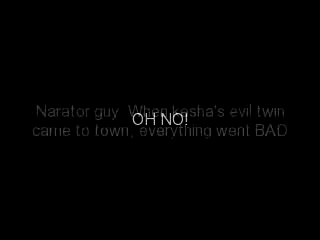 Narator guy. When kesha's evil twin
OH NO!
came to town, everything went BAD